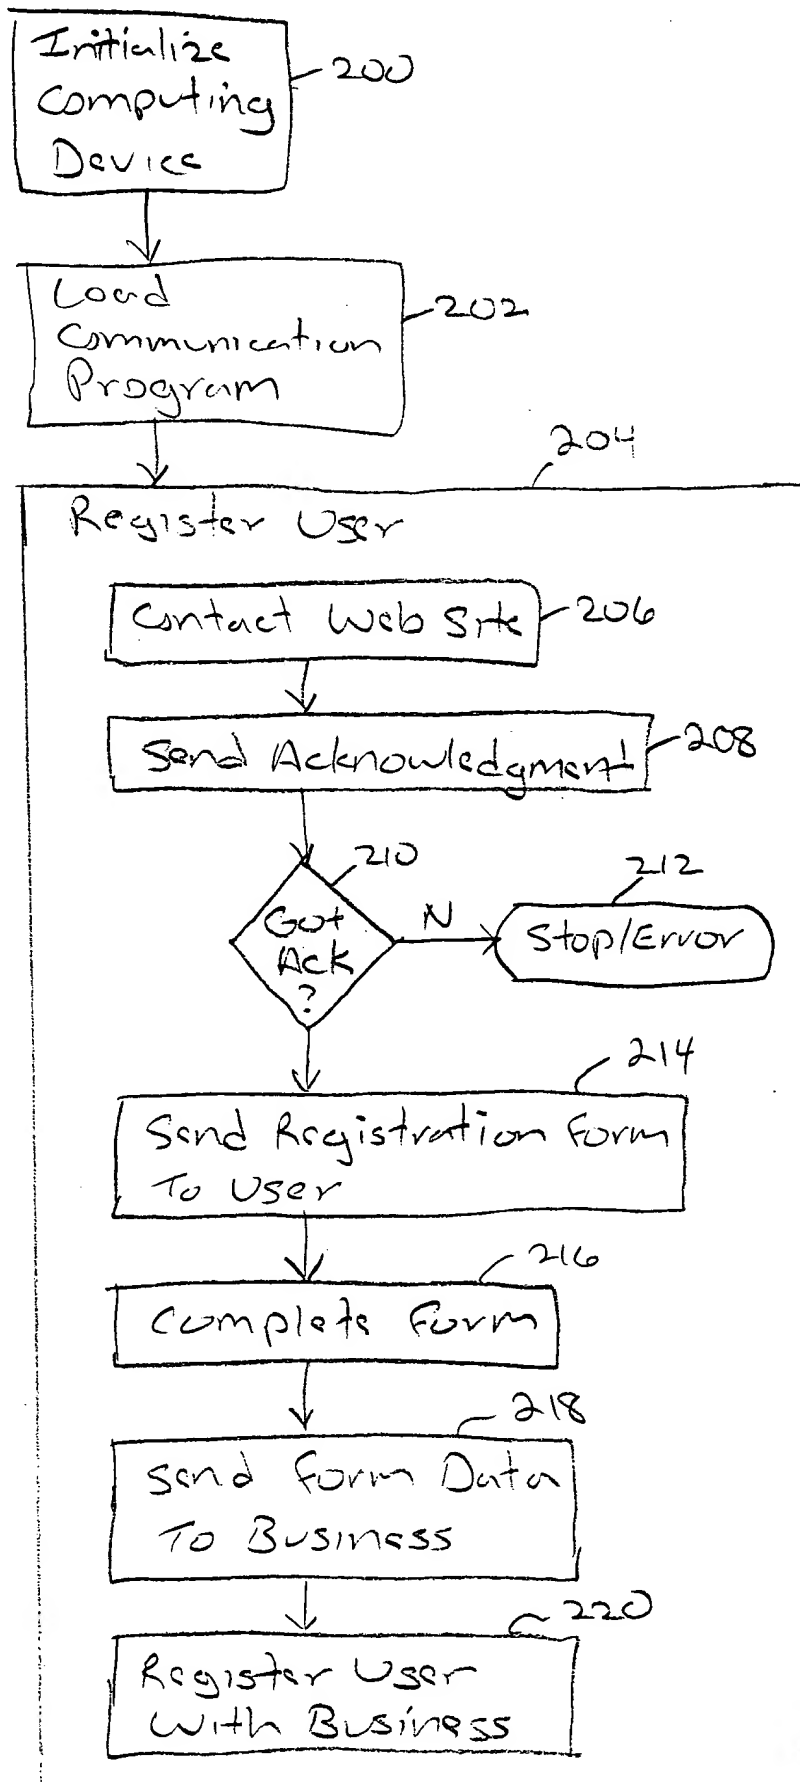 Initialize
Computing
Device
200
Load
Communication
Program
202
204
Register User
Contact Web Site
206
Send Acknowledgment
208
210
Got
Ack
?
N
212
Stop/Error
214
Send Registration Form
To User
216
Complete Form
218
Send Form Data
To Business
220
Register User
With Business